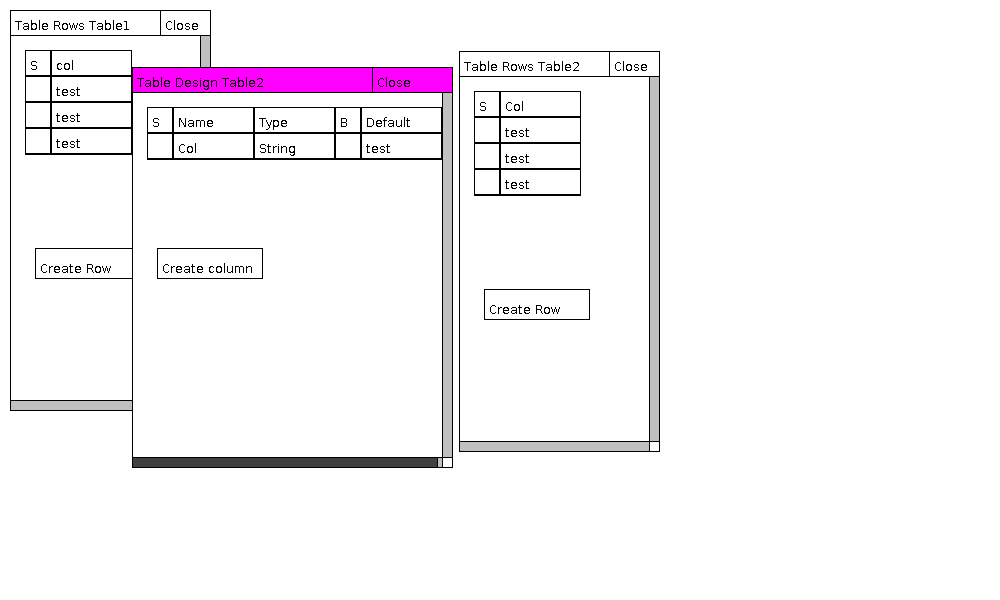 Table Rows Table1 Close
S col
test
test
test
Create Row
Table Design Table2 Close
S Name Type B Default
Col String test
Create column
Table Rows Table2 Close
S Col
test
test
test
Create Row